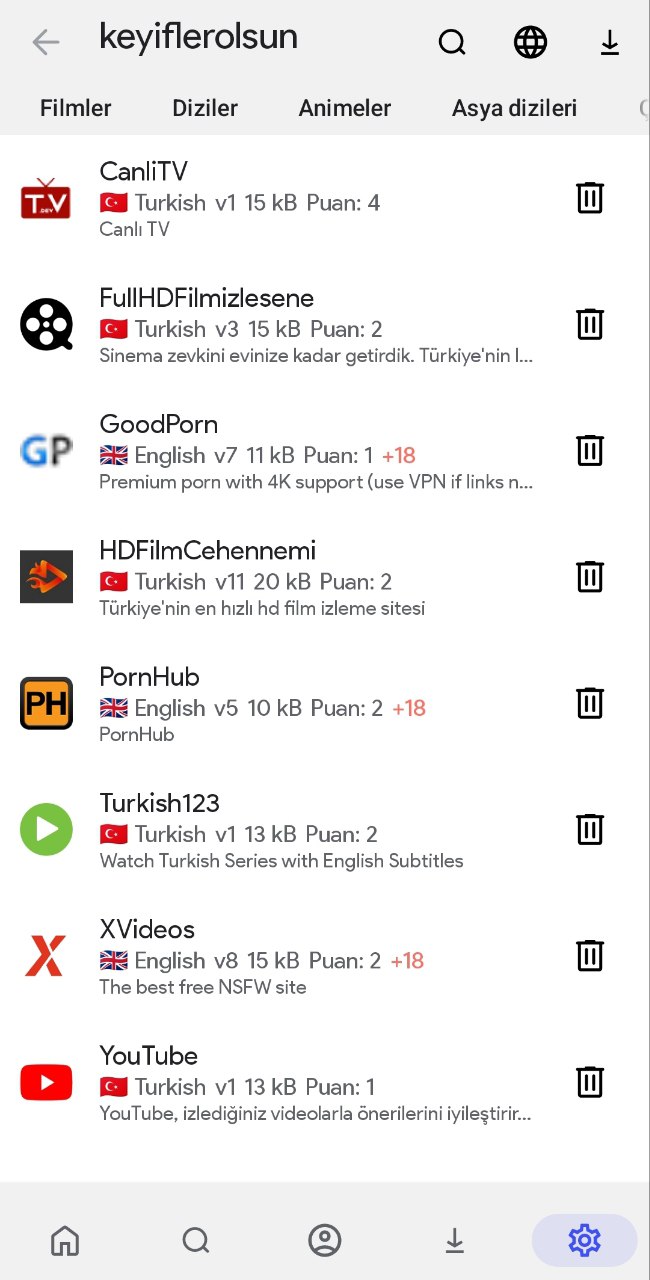 keyiflerolsun
Filmler Diziler Animeler Asya dizileri
CanliTV
Turkish v1 15 kB Puan: 4
Canlı TV
T.V
.DEV
FullHDFilmizlesene
Turkish v3 15 kB Puan: 2
Sinema zevkini evinize kadar getirdik. Türkiye'nin l...
GP
GoodPorn
English v7 11 kB Puan: 1 +18
Premium porn with 4K support (use VPN if links n...
HDFilmCehennemi
Turkish v11 20 kB Puan: 2
Türkiye'nin en hızlı hd film izleme sitesi
PH
PornHub
English v5 10 kB Puan: 2 +18
PornHub
Turkish123
Turkish v1 13 kB Puan: 2
Watch Turkish Series with English Subtitles
X
XVideos
English v8 15 kB Puan: 2 +18
The best free NSFW site
YouTube
Turkish v1 13 kB Puan: 1
YouTube, izlediğiniz videolarla önerilerini iyileştirir...